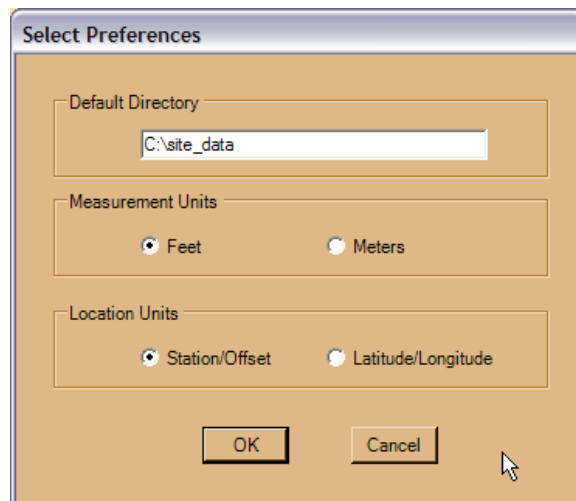 Select Preferences
Default Directory
C:\site_data
Measurement Units
Feet Meters
Location Units
Station/Offset Latitude/Longitude
OK Cancel